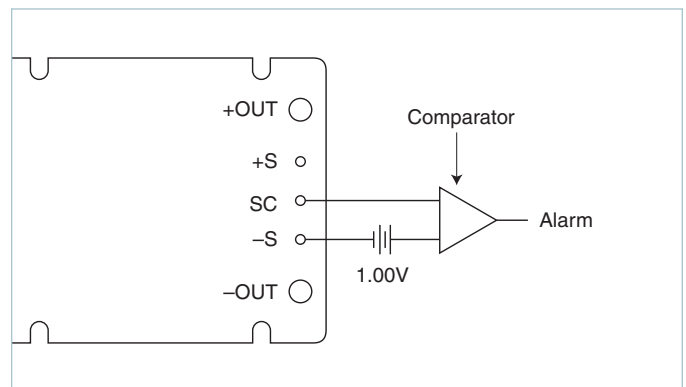 +OUT
Comparator
+S
SC
Alarm
–S
1.00V
–OUT